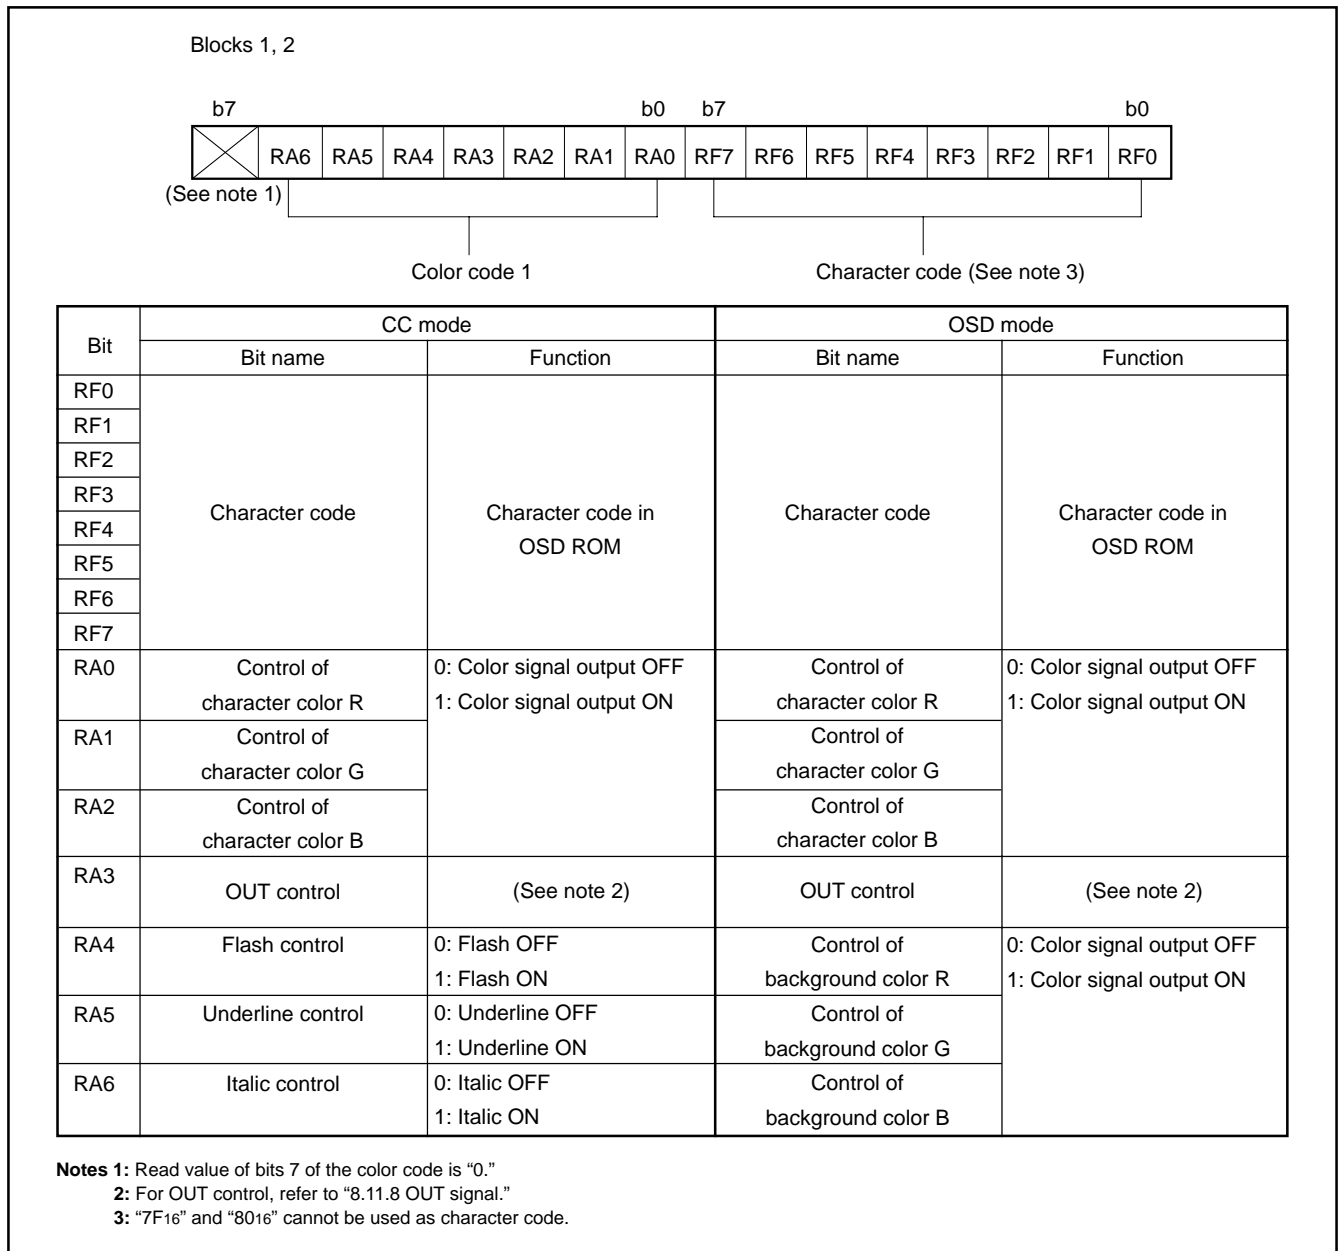 Blocks 1, 2
b7 b0 b7 b0
RA6 RA5 RA4 RA3 RA2 RA1 RA0 RF7 RF6 RF5 RF4 RF3 RF2 RF1 RF0
(See note 1)
Color code 1 Character code (See note 3)
Bit CC mode OSD mode
Bit name Function Bit name Function
RF0
RF1
RF2
RF3
RF4
RF5
RF6
RF7
Character code Character code in Character code Character code in
OSD ROM OSD ROM
RA0 Control of 0: Color signal output OFF Control of 0: Color signal output OFF
character color R 1: Color signal output ON character color R 1: Color signal output ON
RA1 Control of Control of
character color G character color G
RA2 Control of Control of
character color B character color B
RA3 OUT control (See note 2) OUT control (See note 2)
RA4 Flash control 0: Flash OFF Control of 0: Color signal output OFF
1: Flash ON background color R 1: Color signal output ON
RA5 Underline control 0: Underline OFF Control of
1: Underline ON background color G
RA6 Italic control 0: Italic OFF Control of
1: Italic ON background color B
Notes 1: Read value of bits 7 of the color code is “0.”
2: For OUT control, refer to “8.11.8 OUT signal.”
3: “7F16” and “8016” cannot be used as character code.